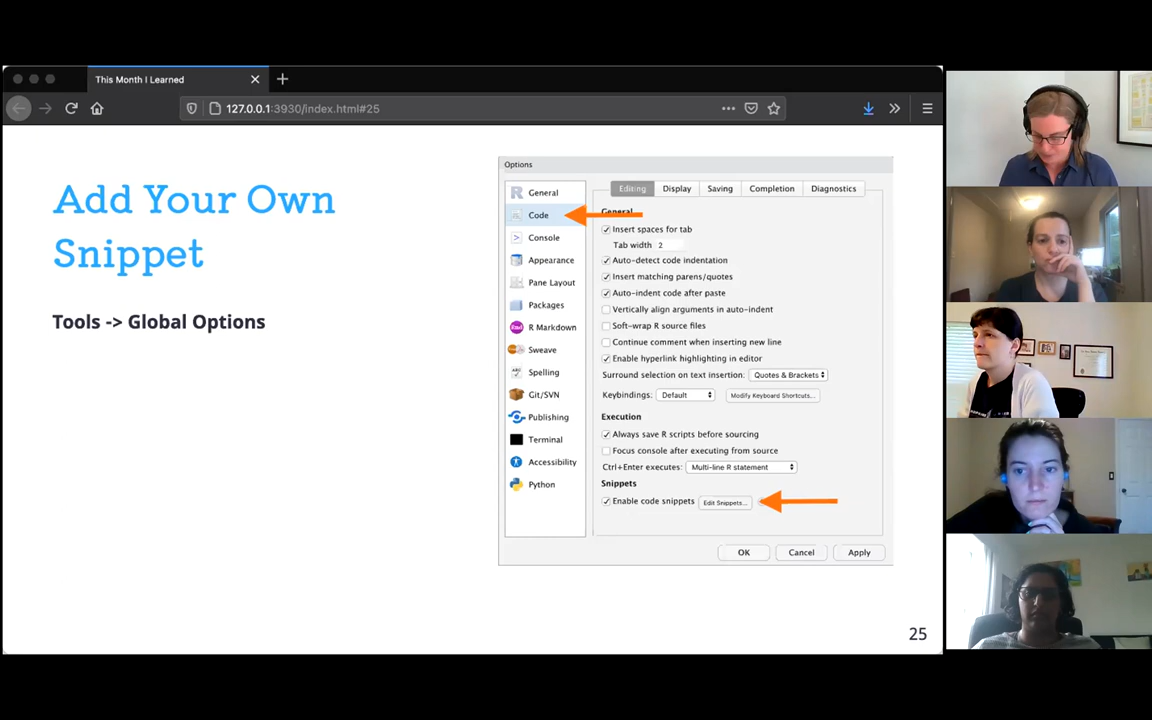 This Month I Learned
127.0.0.1:3930/index.html#25
Add Your Own
Snippet
Tools -> Global Options
Options
General
Code
Console
Appearance
Pane Layout
Packages
R Markdown
Sweave
Spelling
Git/SVN
Publishing
Terminal
Accessibility
Python
Editing Display Saving Completion Diagnostics
General
Insert spaces for tab
Tab width 2
Auto-detect code indentation
Insert matching parens/quotes
Auto-indent code after paste
Vertically align arguments in auto-indent
Soft-wrap R source files
Continue comment when inserting new line
Enable hyperlink highlighting in editor
Surround selection on text insertion: Quotes & Brackets
Keybindings: Default Modify Keyboard Shortcuts...
Execution
Always save R scripts before sourcing
Focus console after executing from source
Ctrl+Enter executes: Multi-line R statement
Snippets
Enable code snippets Edit Snippets...
OK Cancel Apply
25